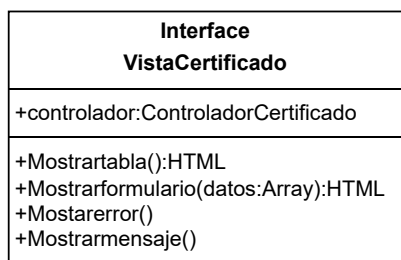 Interface
VistaCertificado
+controlador:ControladorCertificado
+Mostrartabla():HTML
+Mostrarformulario(datos:Array):HTML
+Mostarerror()
+Mostrarmensaje()